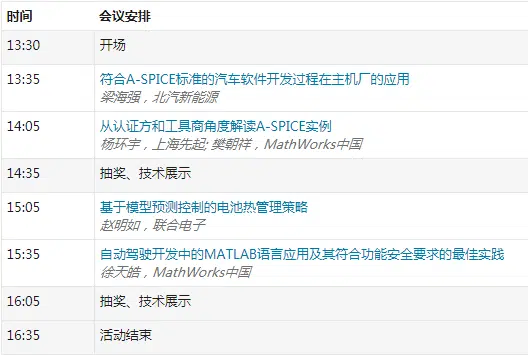 时间 会议安排
13:30 开场
13:35 符合A-SPICE标准的汽车软件开发过程在主机厂的应用
梁海强，北汽新能源
14:05 从认证方和工具商角度解读A-SPICE实例
杨环宇，上海先起; 樊朝祥，MathWorks中国
14:35 抽奖、技术展示
15:05 基于模型预测控制的电池热管理策略
赵明如，联合电子
15:35 自动驾驶开发中的MATLAB语言应用及其符合功能安全要求的最佳实践
徐天皓，MathWorks中国
16:05 抽奖、技术展示
16:35 活动结束